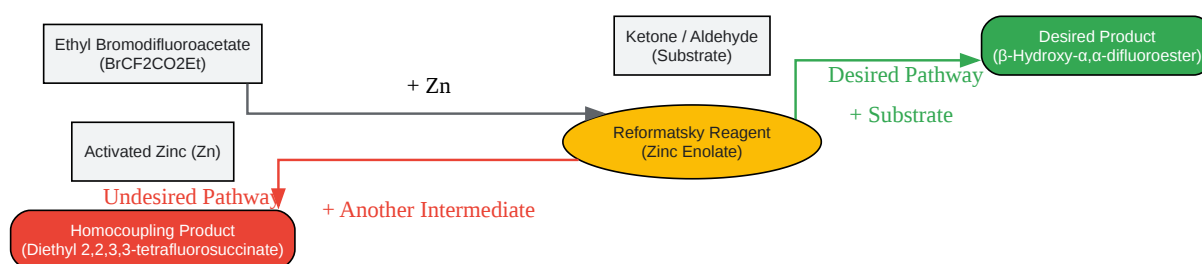 Ethyl Bromodifluoroacetate
(BrCF2CO2Et)
+ Zn
Ketone / Aldehyde
(Substrate)
Desired Product
(β-Hydroxy-α,α-difluoroester)
Desired Pathway
+ Substrate
Activated Zinc (Zn)
Reformatsky Reagent
(Zinc Enolate)
Undesired Pathway
+ Another Intermediate
Homocoupling Product
(Diethyl 2,2,3,3-tetrafluorosuccinate)